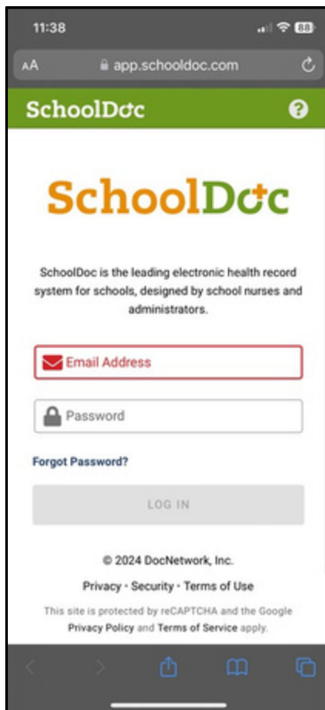 11:38 88
AA app.schooldoc.com
SchoolDoc ?
SchoolDoc
SchoolDoc is the leading electronic health record
system for schools, designed by school nurses and
administrators.
Email Address
Password
Forgot Password?
LOG IN
© 2024 DocNetwork, Inc.
Privacy · Security · Terms of Use
This site is protected by reCAPTCHA and the Google
Privacy Policy and Terms of Service apply.